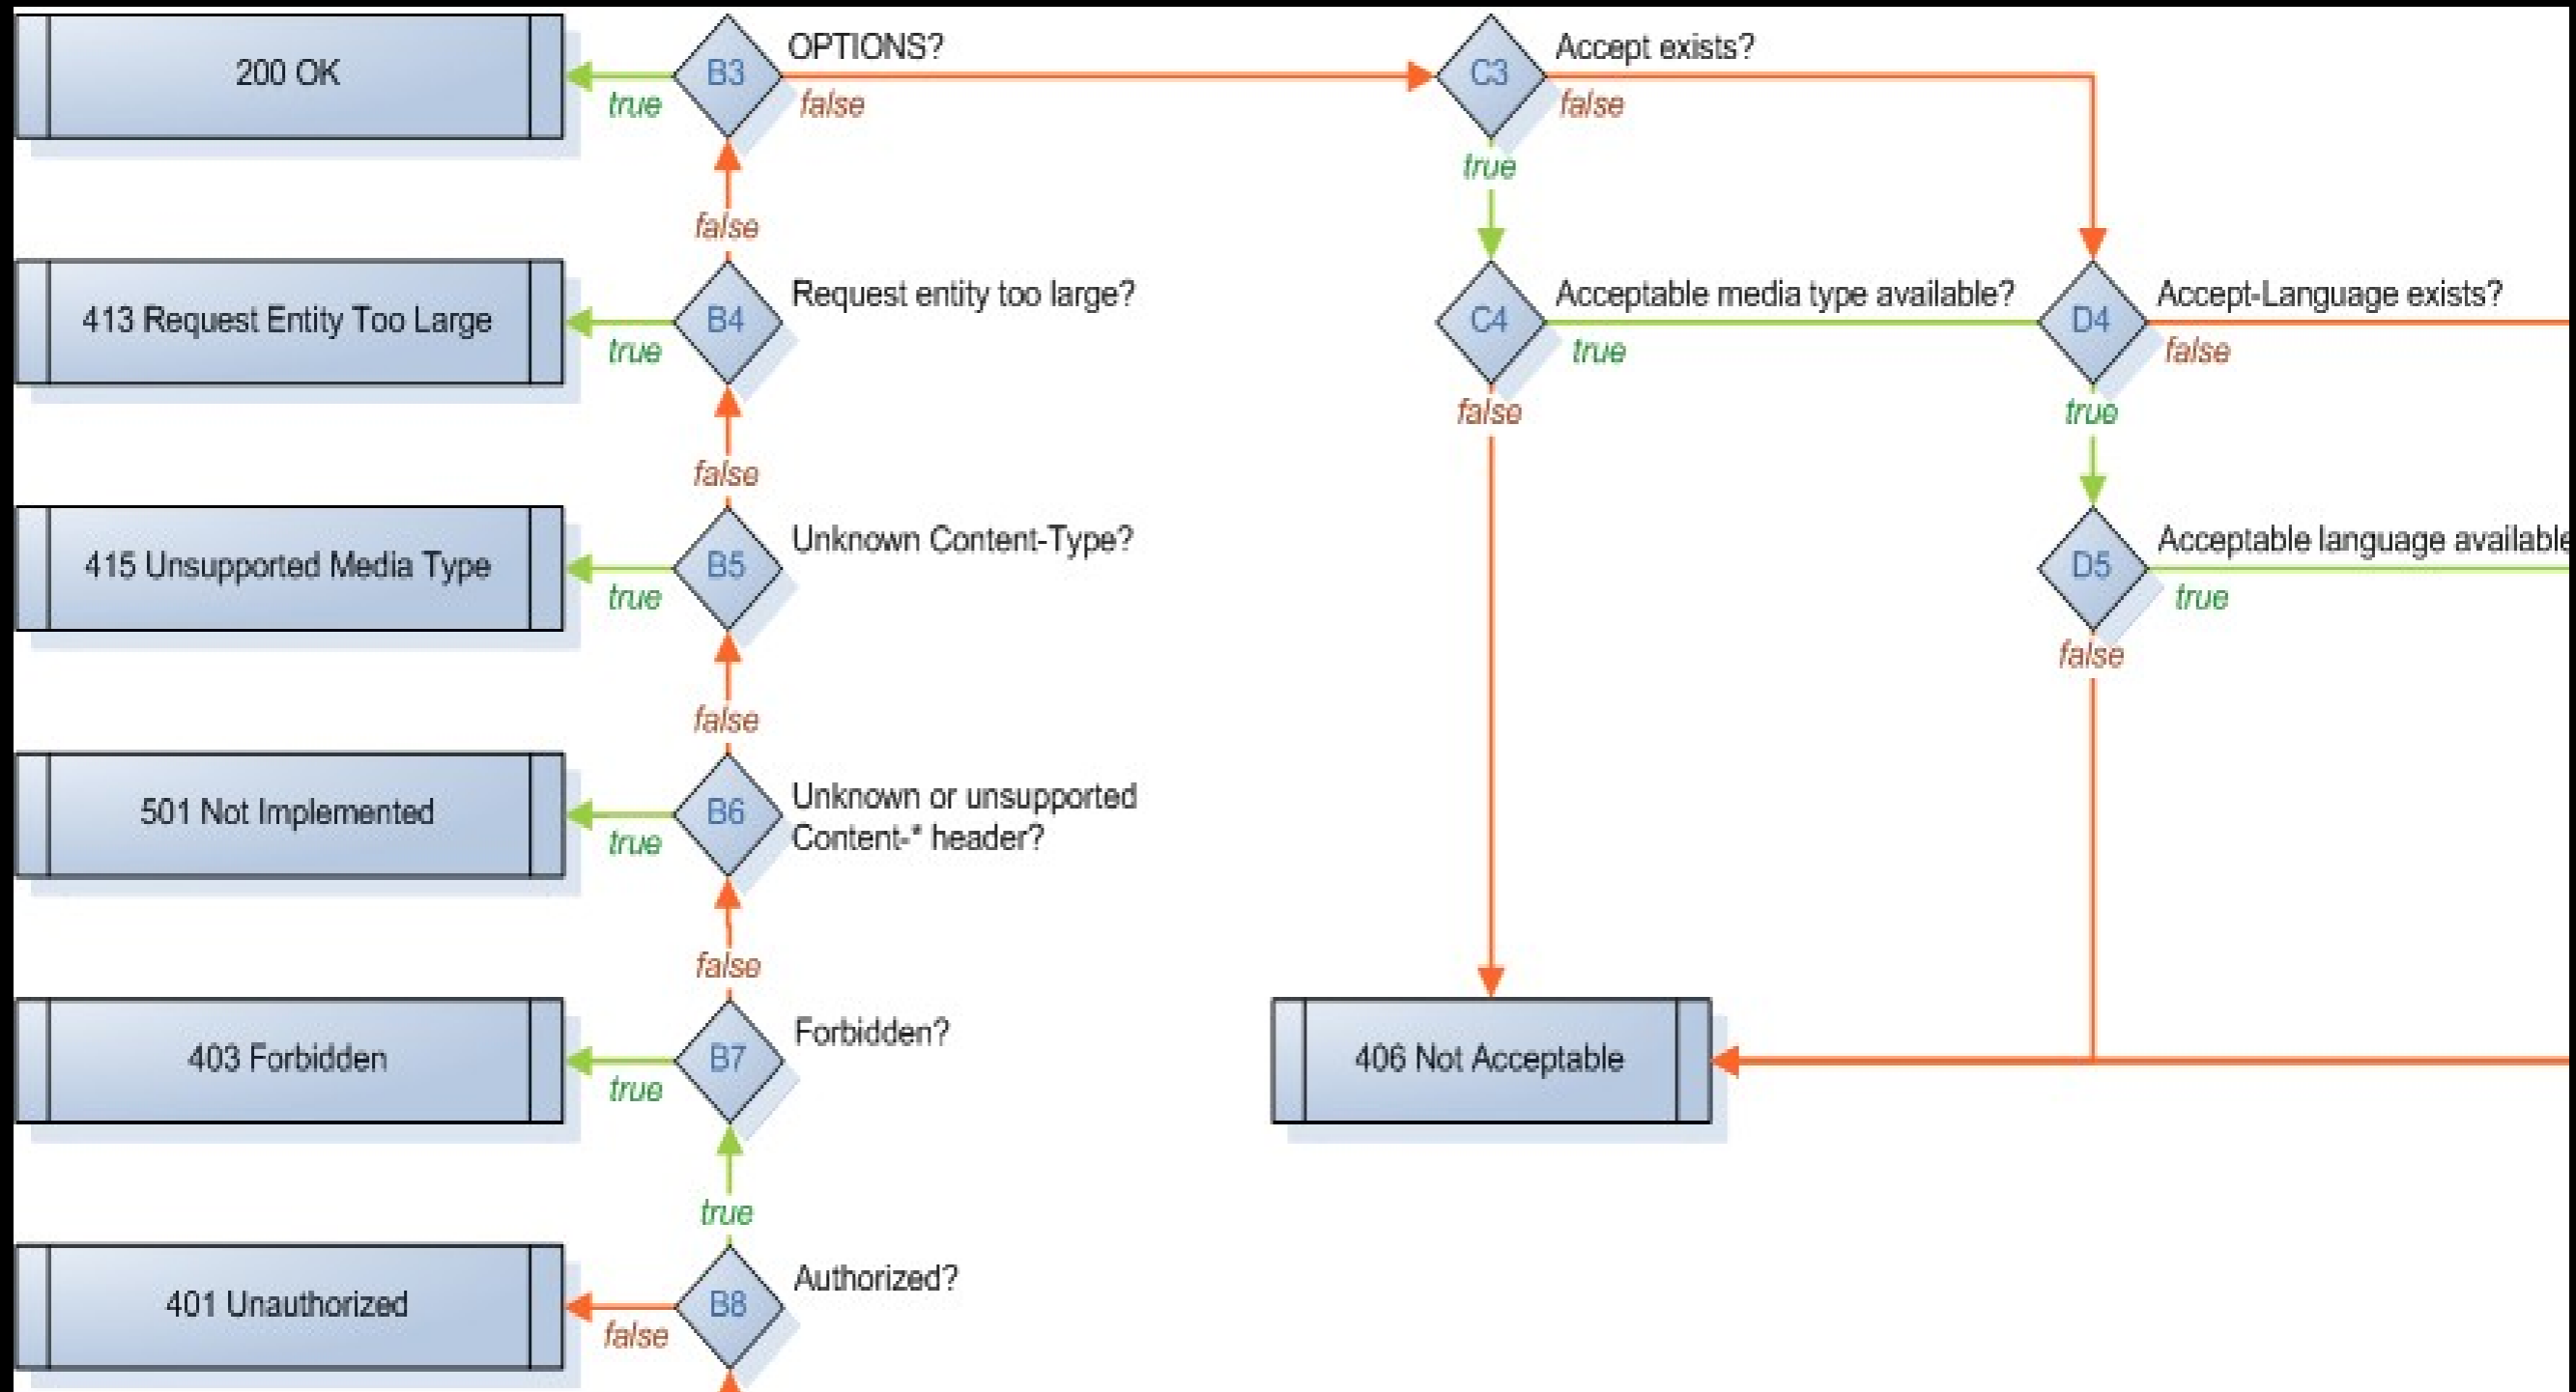 200 OK
true
B3
OPTIONS?
false
C3
Accept exists?
false
true
false
413 Request Entity Too Large
true
B4
Request entity too large?
C4
Acceptable media type available?
true
D4
Accept-Language exists?
false
false
true
false
415 Unsupported Media Type
true
B5
Unknown Content-Type?
D5
Acceptable language available
true
false
false
501 Not Implemented
true
B6
Unknown or unsupported
Content-* header?
false
403 Forbidden
true
B7
Forbidden?
406 Not Acceptable
true
401 Unauthorized
false
B8
Authorized?